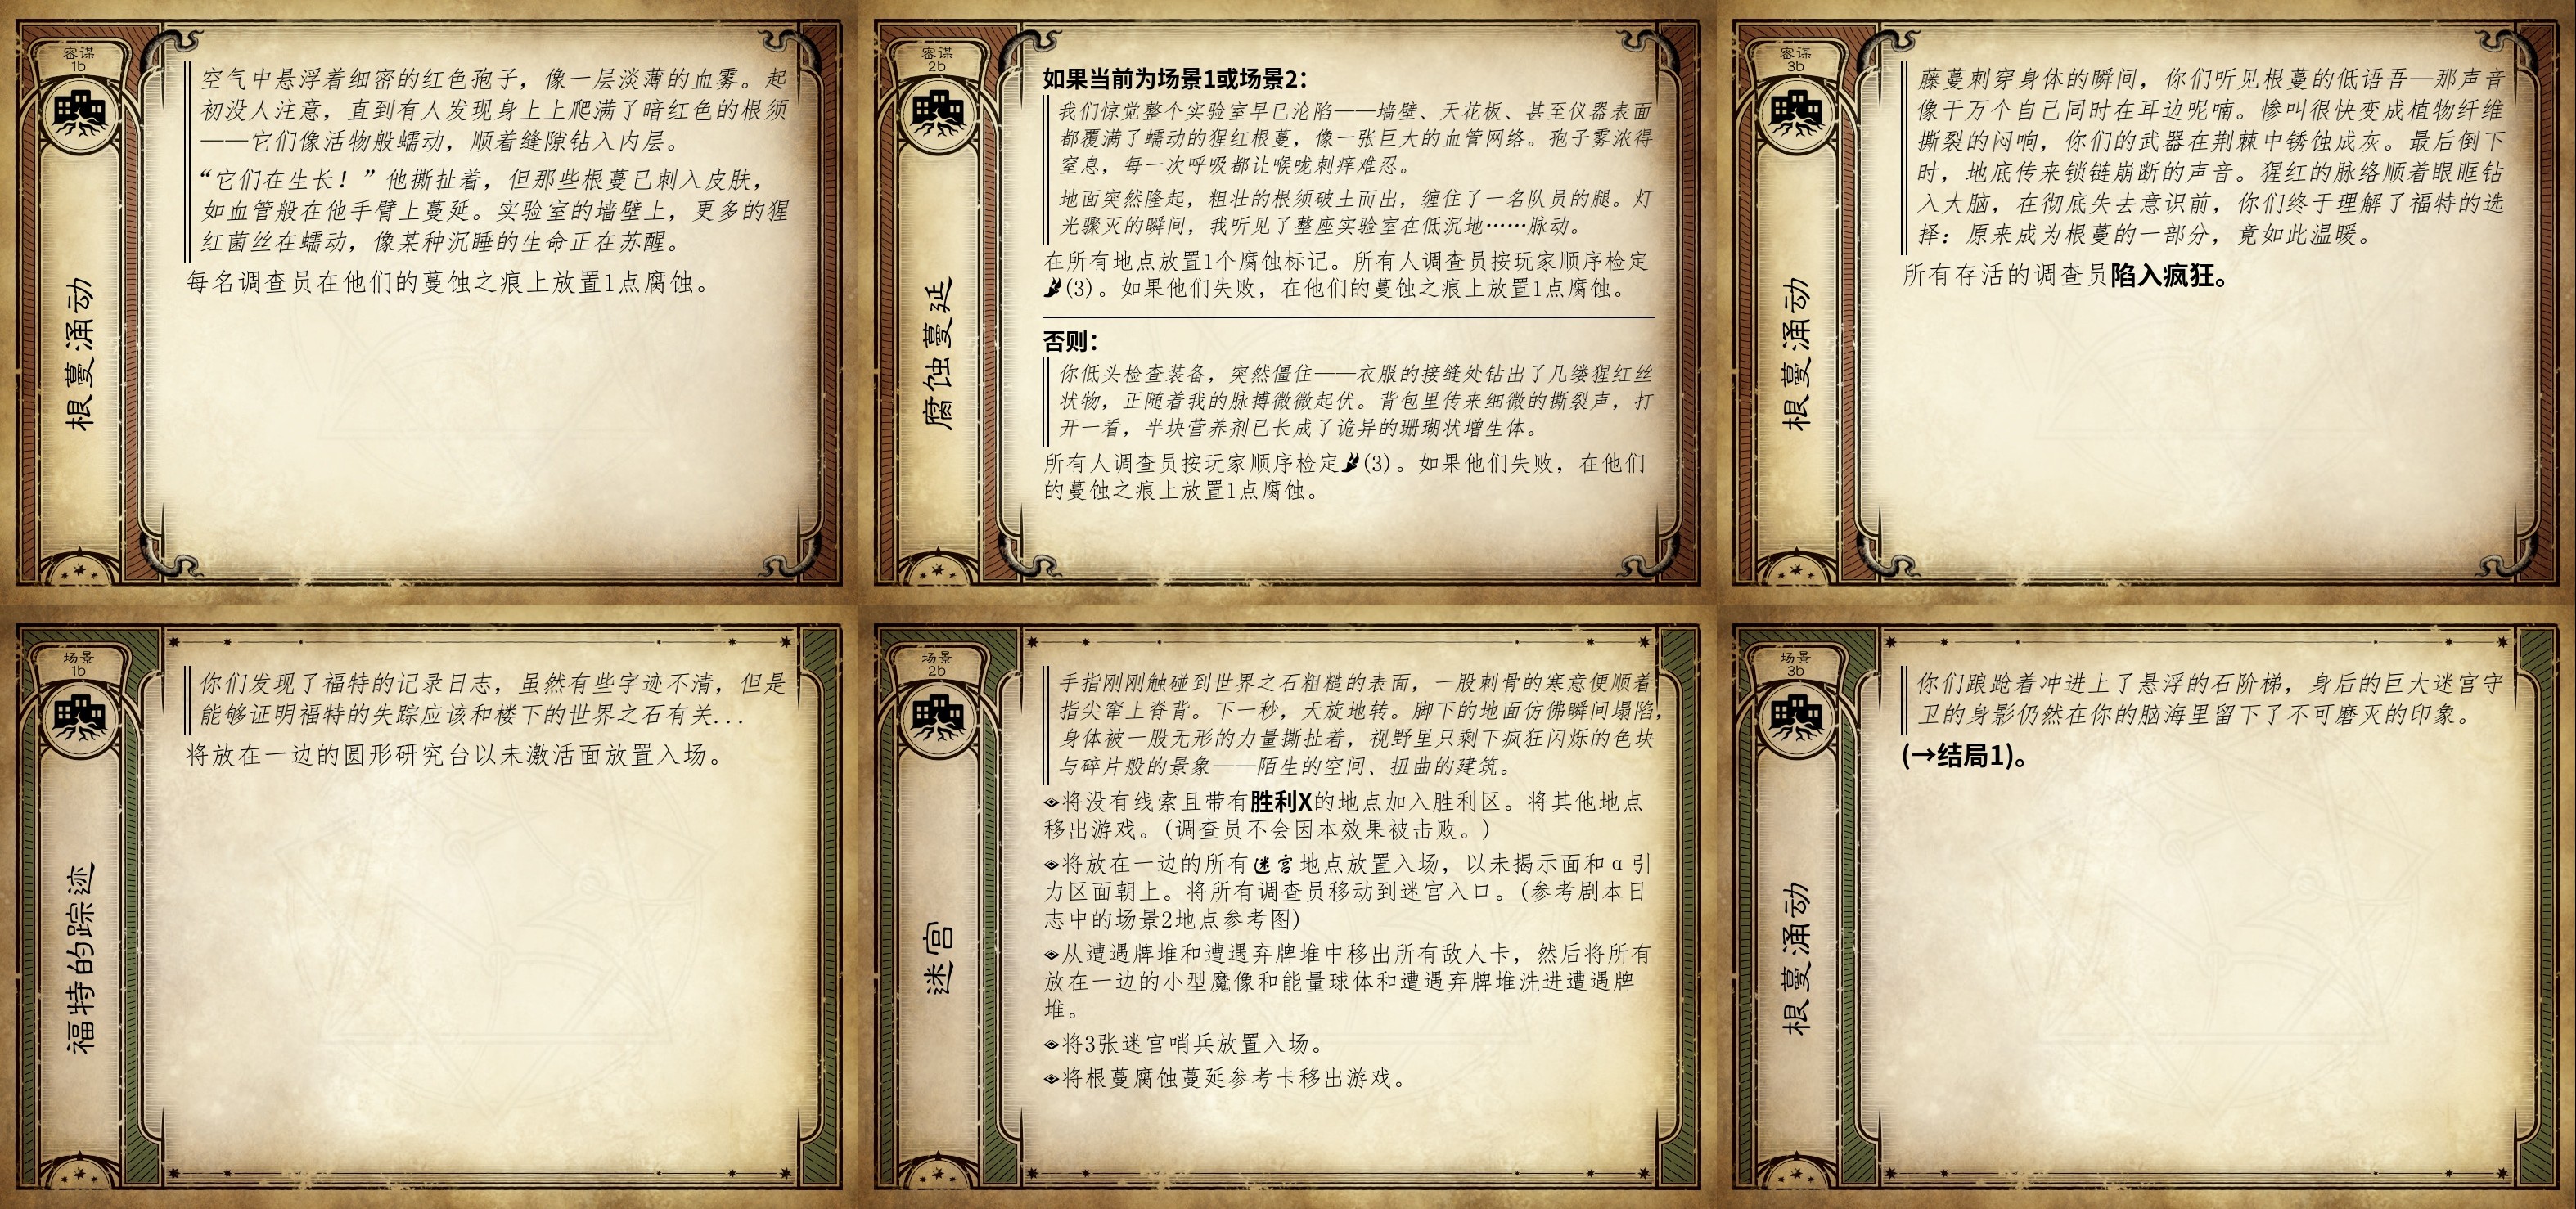 密谋
1b
根蔓涌动
空气中悬浮着细密的红色孢子，像一层淡薄的血雾。起
初没人注意，直到有人发现身上上爬满了暗红色的根须
——它们像活物般蠕动，顺着缝隙钻入内层。
“它们在生长！”他撕扯着，但那些根蔓已刺入皮肤，
如血管般在他手臂上蔓延。实验室的墙壁上，更多的猩
红菌丝在蠕动，像某种沉睡的生命正在苏醒。
每名调查员在他们的蔓蚀之痕上放置1点腐蚀。
密谋
2b
腐蚀蔓延
如果当前为场景1或场景2：
我们惊觉整个实验室早已沦陷——墙壁、天花板、甚至仪器表面
都覆满了蠕动的猩红根蔓，像一张巨大的血管网络。孢子雾浓得
窒息，每一次呼吸都让喉咙刺痒难忍。
地面突然隆起，粗壮的根须破土而出，缠住了一名队员的腿。灯
光骤灭的瞬间，我听见了整座实验室在低沉地……脉动。
在所有地点放置1个腐蚀标记。所有人调查员按玩家顺序检定
(3)。如果他们失败，在他们的蔓蚀之痕上放置1点腐蚀。
否则：
你低头检查装备，突然僵住——衣服的接缝处钻出了几缕猩红丝
状物，正随着我的脉搏微微起伏。背包里传来细微的撕裂声，打
开一看，半块营养剂已长成了诡异的珊瑚状增生体。
所有人调查员按玩家顺序检定(3)。如果他们失败，在他们
的蔓蚀之痕上放置1点腐蚀。
密谋
3b
根蔓涌动
藤蔓刺穿身体的瞬间，你们听见根蔓的低语吾—那声音
像千万个自己同时在耳边呢喃。惨叫很快变成植物纤维
撕裂的闷响，你们的武器在荆棘中锈蚀成灰。最后倒下
时，地底传来锁链崩断的声音。猩红的脉络顺着眼眶钻
入大脑，在彻底失去意识前，你们终于理解了福特的选
择：原来成为根蔓的一部分，竟如此温暖。
所有存活的调查员陷入疯狂。
场景
1b
福特的踪迹
你们发现了福特的记录日志，虽然有些字迹不清，但是
能够证明福特的失踪应该和楼下的世界之石有关...
将放在一边的圆形研究台以未激活面放置入场。
场景
2b
迷宫
手指刚刚触碰到世界之石粗糙的表面，一股刺骨的寒意便顺着
指尖窜上脊背。下一秒，天旋地转。脚下的地面仿佛瞬间塌陷，
身体被一股无形的力量撕扯着，视野里只剩下疯狂闪烁的色块
与碎片般的景象——陌生的空间、扭曲的建筑。
将没有线索且带有胜利X的地点加入胜利区。将其他地点
移出游戏。(调查员不会因本效果被击败。)
将放在一边的所有迷宫地点放置入场，以未揭示面和α引
力区面朝上。将所有调查员移动到迷宫入口。(参考剧本日
志中的场景2地点参考图)
从遭遇牌堆和遭遇弃牌堆中移出所有敌人卡，然后将所有
放在一边的小型魔像和能量球体和遭遇弃牌堆洗进遭遇牌
堆。
将3张迷宫哨兵放置入场。
将根蔓腐蚀蔓延参考卡移出游戏。
场景
3b
根蔓涌动
你们踉跄着冲进上了悬浮的石阶梯，身后的巨大迷宫守
卫的身影仍然在你的脑海里留下了不可磨灭的印象。
(→结局1)。